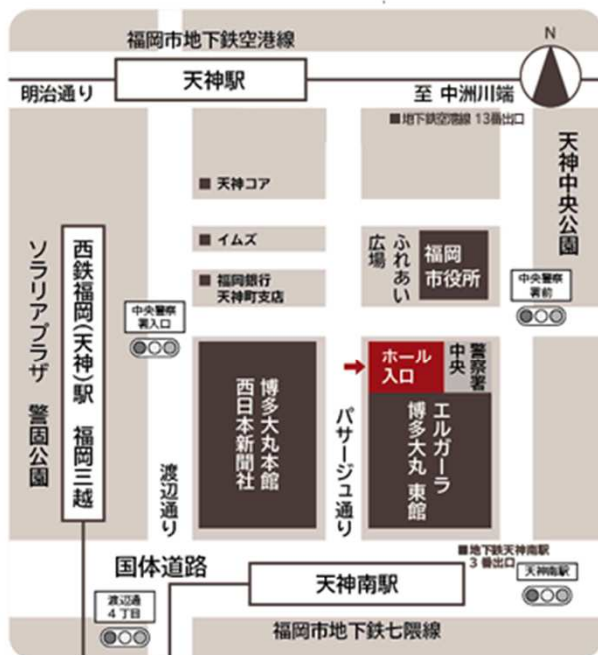 福岡市地下鉄空港線
天神駅
明治通り
至 中洲川端
N
■地下鉄空港線 13番出口
天神中央公園
■ 天神コア
■ イムズ
■ 福岡銀行
天神町支店
ふれあい
広場
福岡
市役所
中央警察
署前
西鉄福岡(天神)駅 福岡三越
ソラリアプラザ 警固公園
中央警察
署入口
博多大丸本館
西日本新聞社
ホール
入口
警察署
中央
エルガーラ
博多大丸 東館
パサージュ通り
渡辺通り
国体道路
■地下鉄天神南駅
3 番出口
天神南駅
天神南駅
渡辺通
4丁目
福岡市地下鉄七隈線